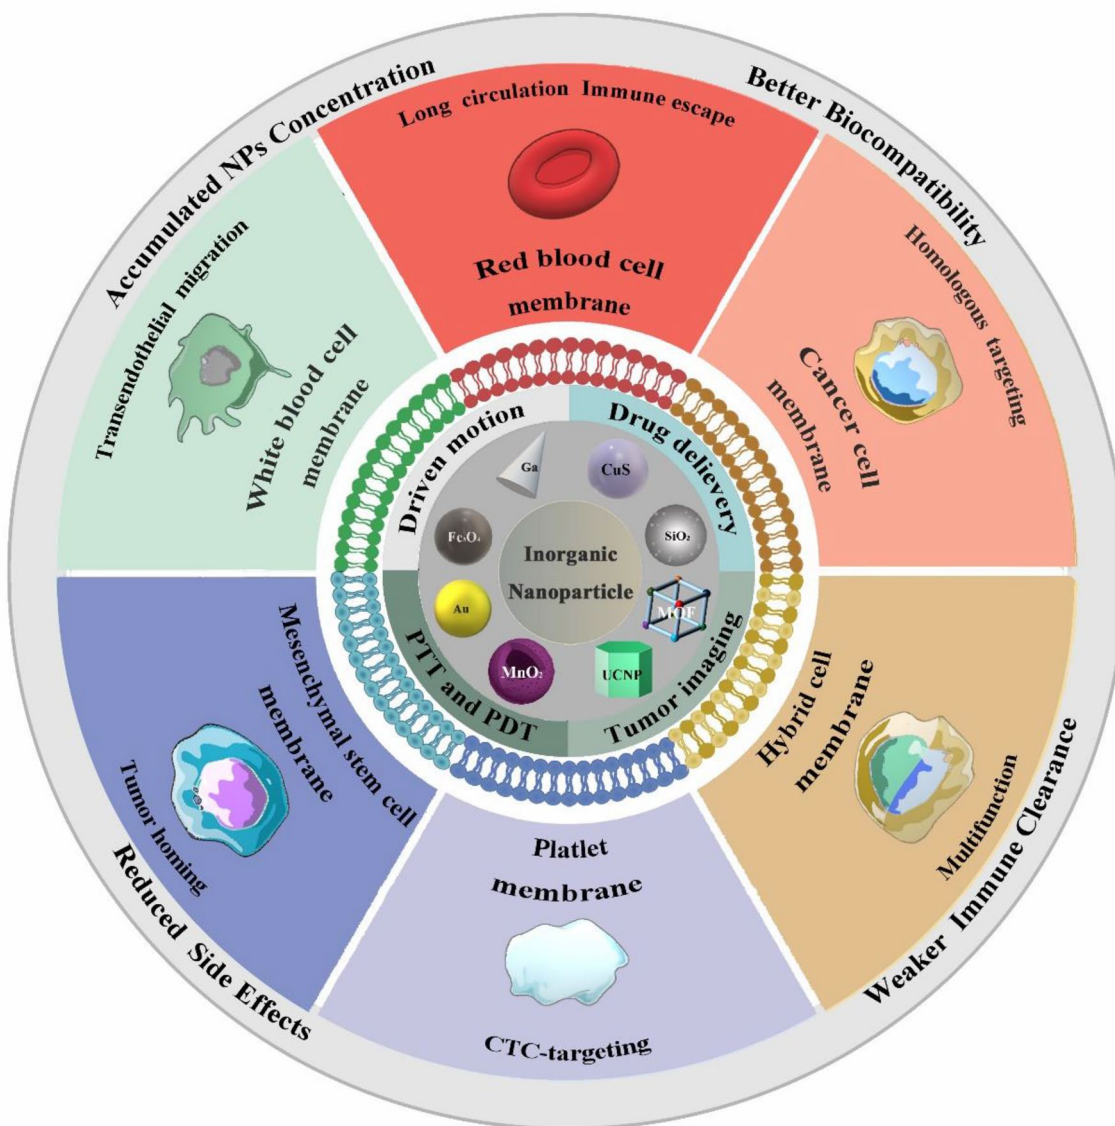 Accumulated NPs Concentration
Better Biocompatibility
Weaker Immune Clearance
Reduced Side Effects
Long circulation Immune escape
Red blood cell
membrane
Homologous targeting
Cancer cell
membrane
Hybrid cell
membrane
Multifunction
Platlet
membrane
CTC-targeting
Mesenchymal stem cell
membrane
Tumor homing
Transendothelial migration
White blood cell
membrane
Driven motion
Drug delievery
Tumor imaging
PTT and PDT
Ga
CuS
SiO₂
MOF
UCNP
MnO₂
Au
Fe₃O₄
Inorganic
Nanoparticle